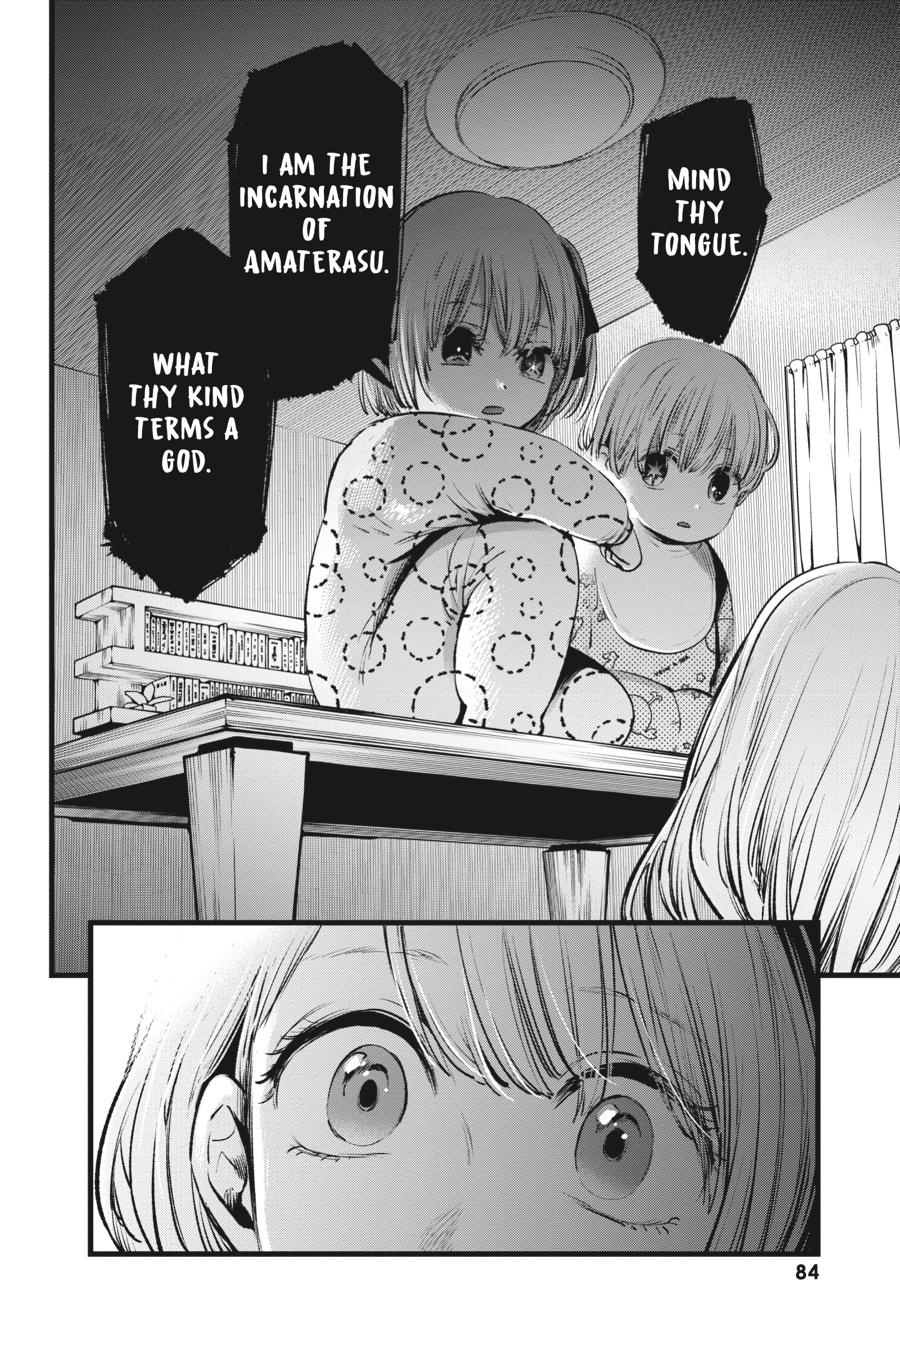 MIND
THY
TONGUE.
I AM THE
INCARNATION
OF
AMATERASU.
WHAT
THY KIND
TERMS A
GOD.
84